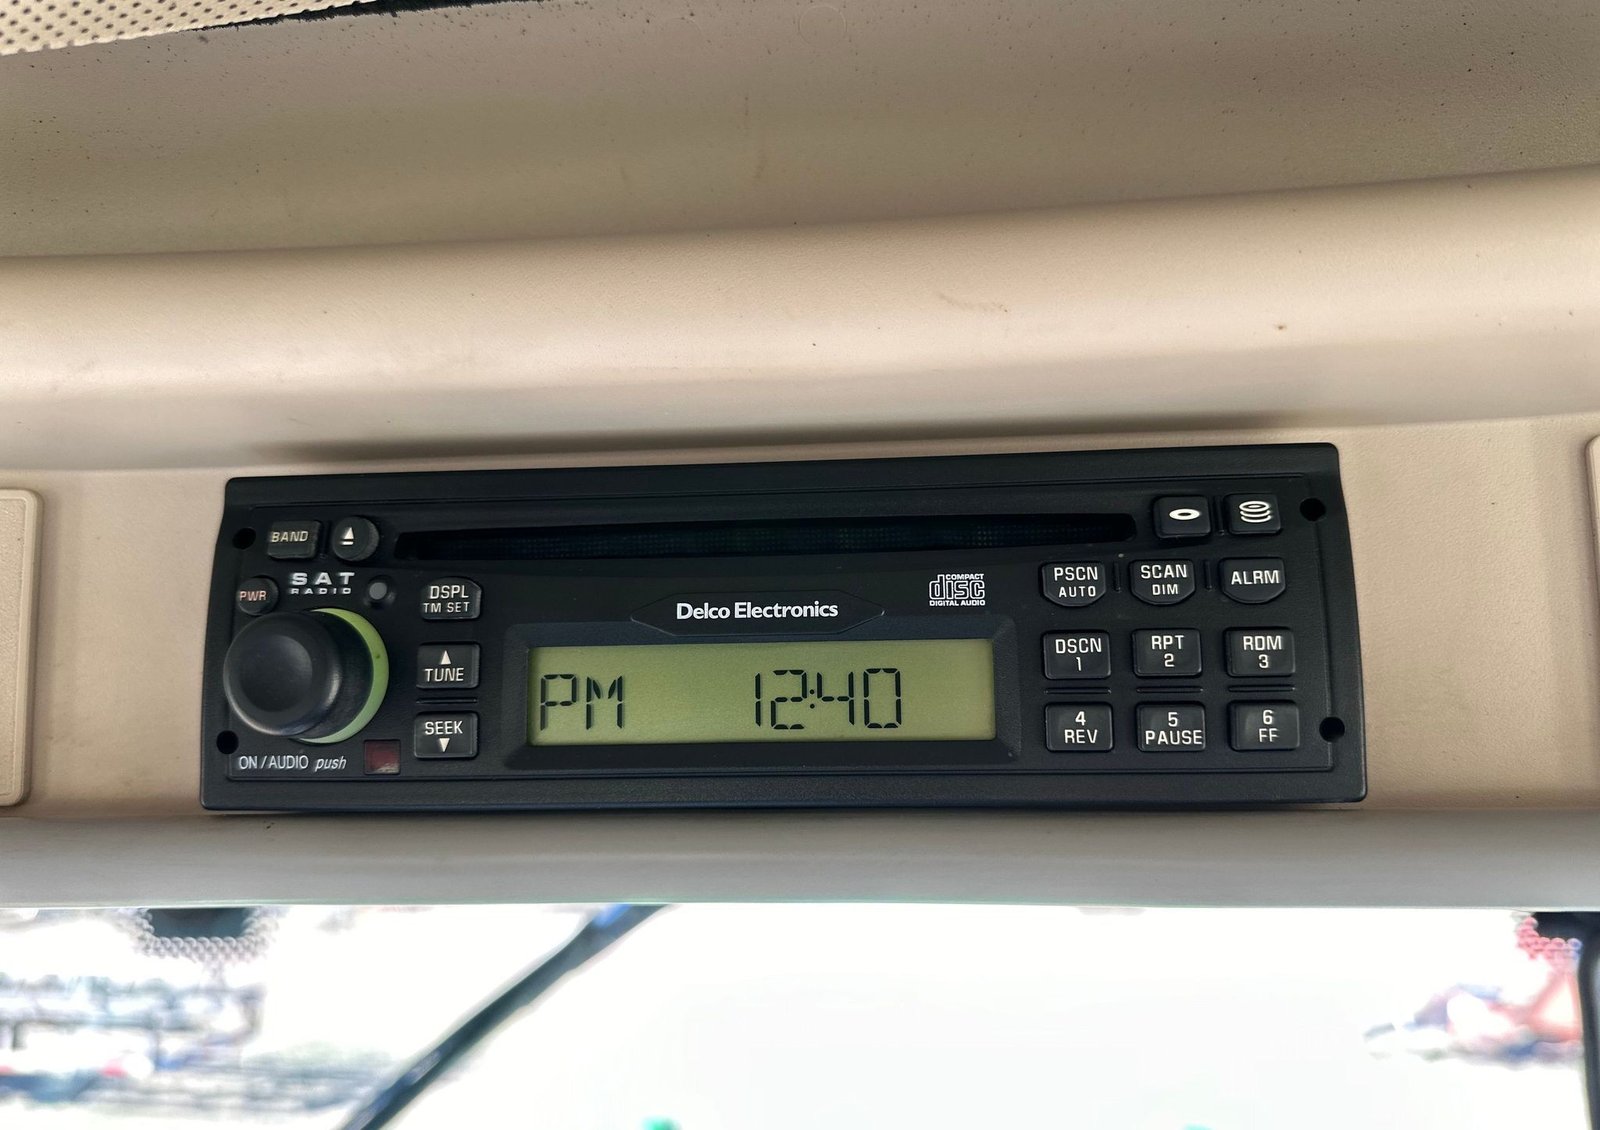 BAND
SAT
RADIO
PWR
DSPL
TM SET
TUNE
SEEK
ON / AUDIO push
Delco Electronics
COMPACT
disc
DIGITAL AUDIO
PM 12:40
PSCN
AUTO
SCAN
DIM
ALRM
DSCN
1
RPT
2
RDM
3
4
REV
5
PAUSE
6
FF